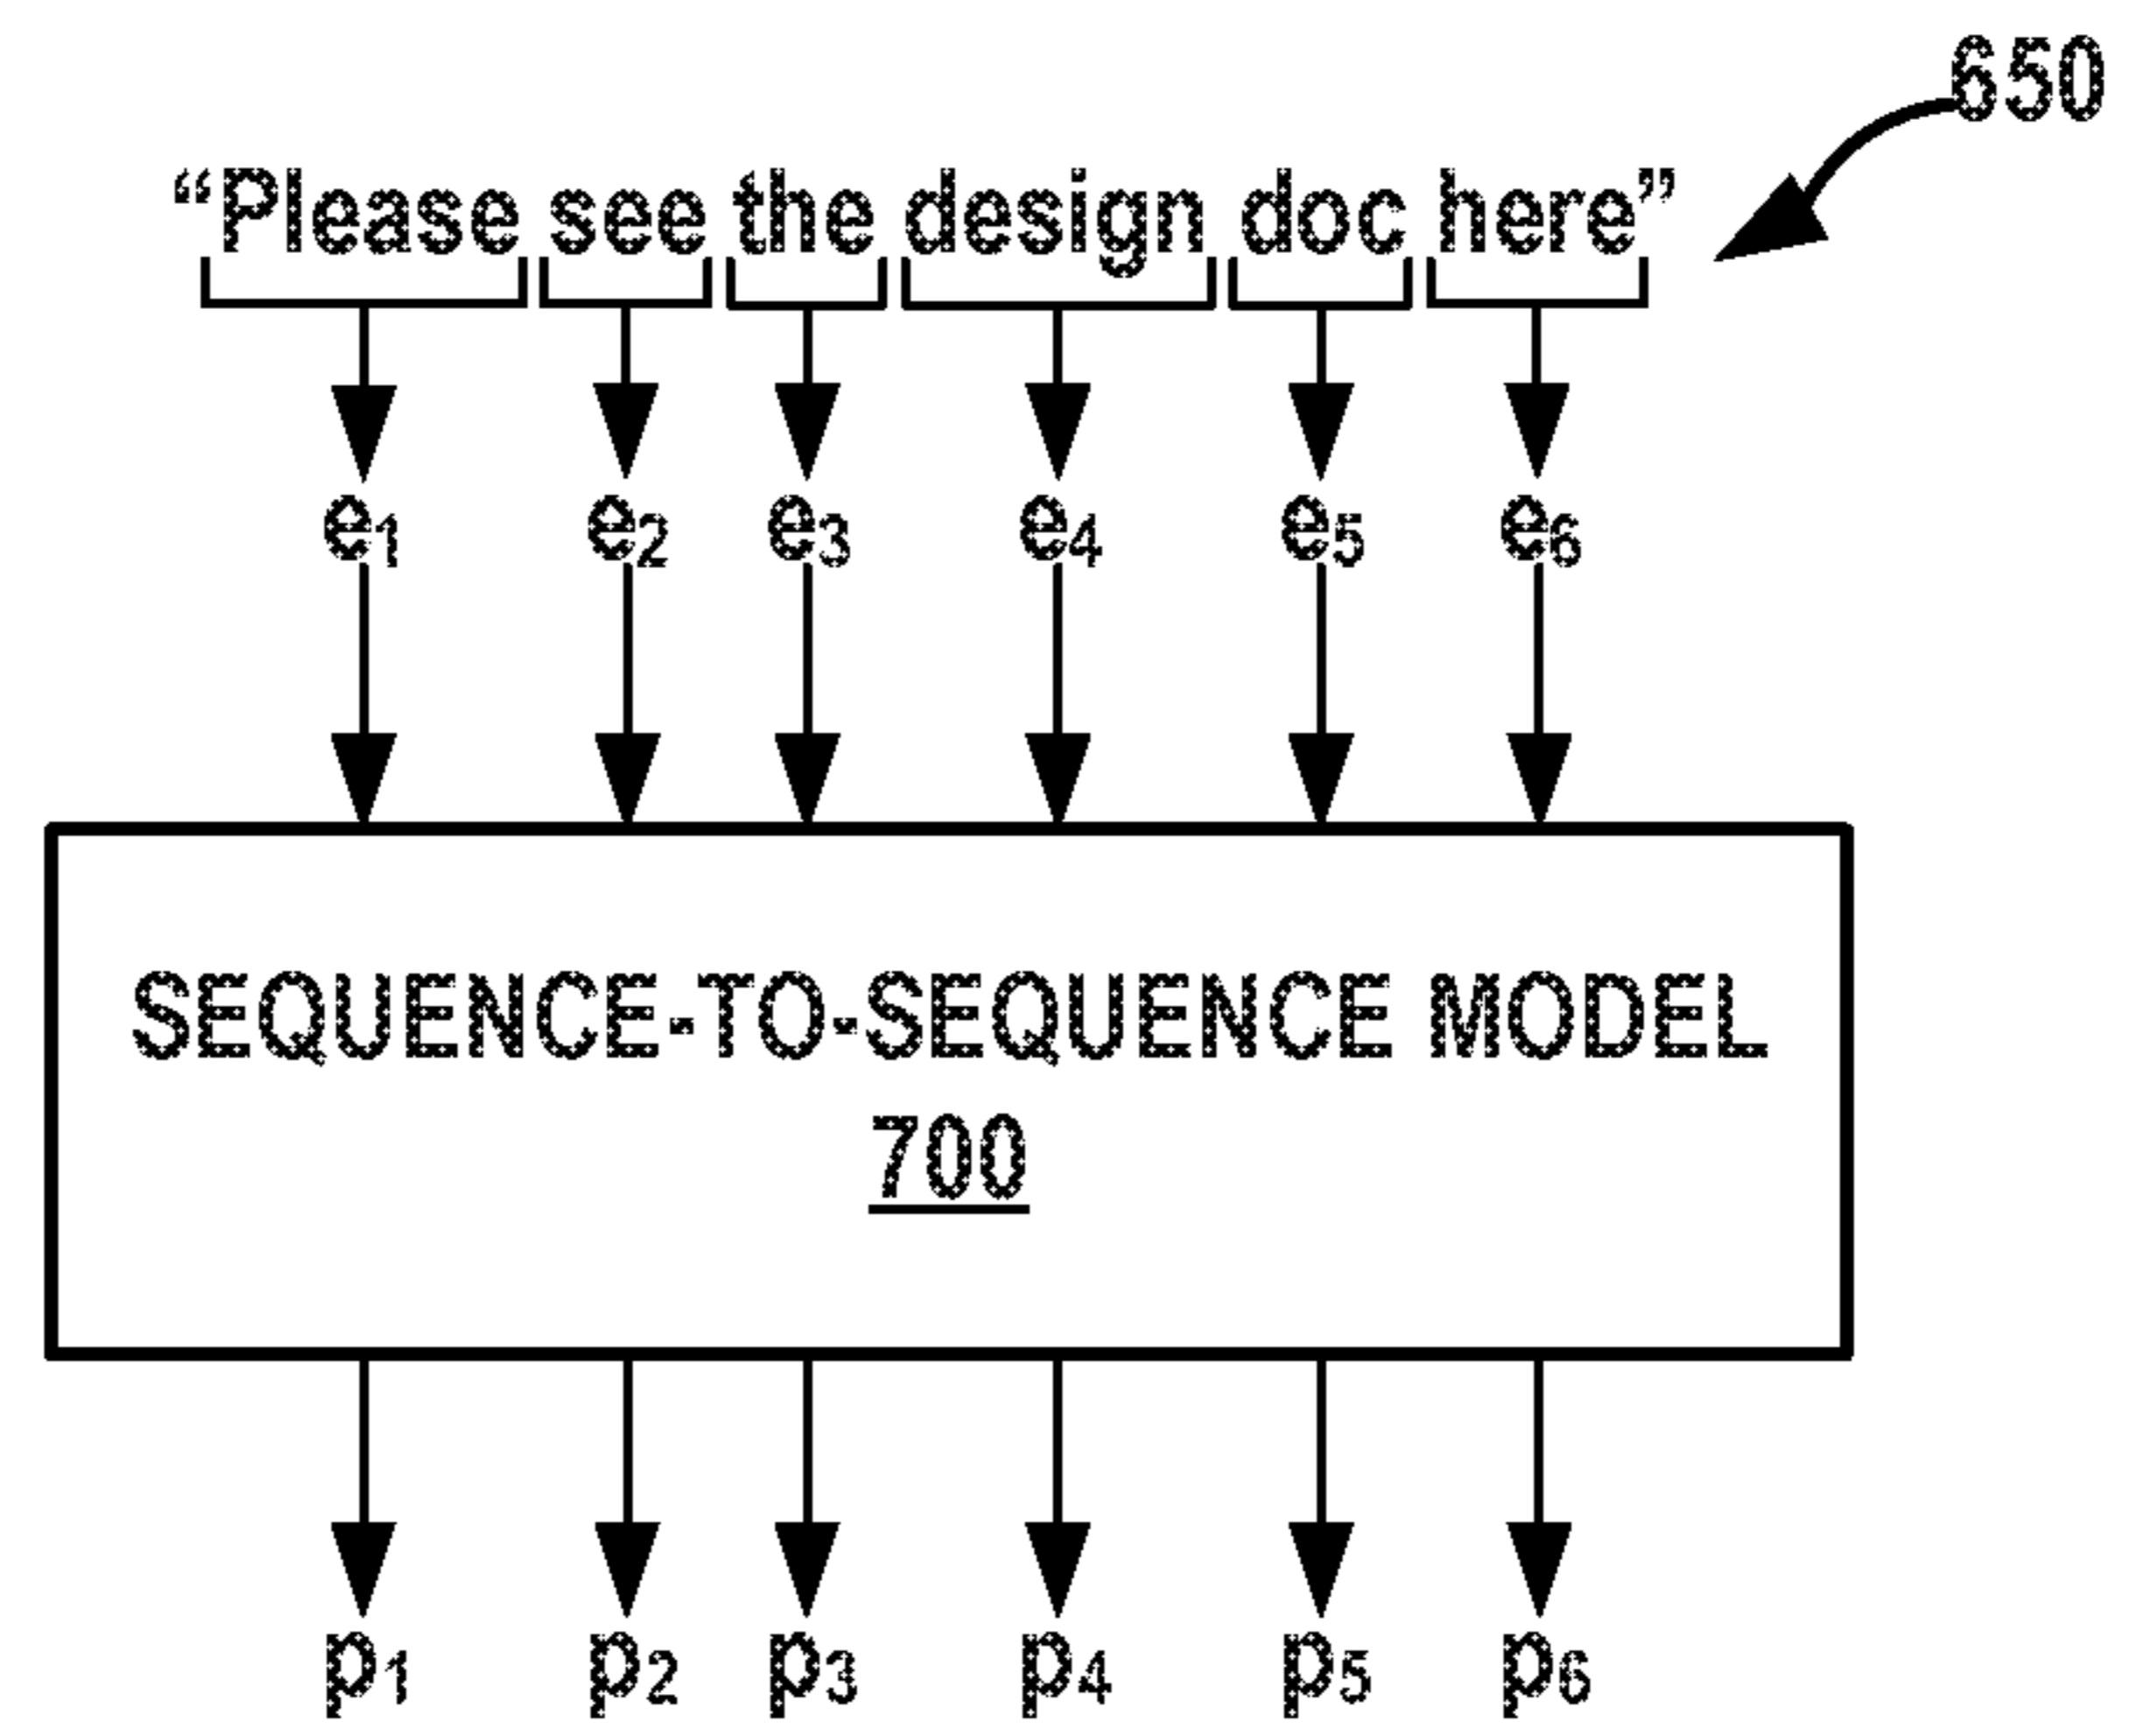 650
“Please see the design doc here”
e1 e2 e3 e4 e5 e6
SEQUENCE-TO-SEQUENCE MODEL
700
p1 p2 p3 p4 p5 p6